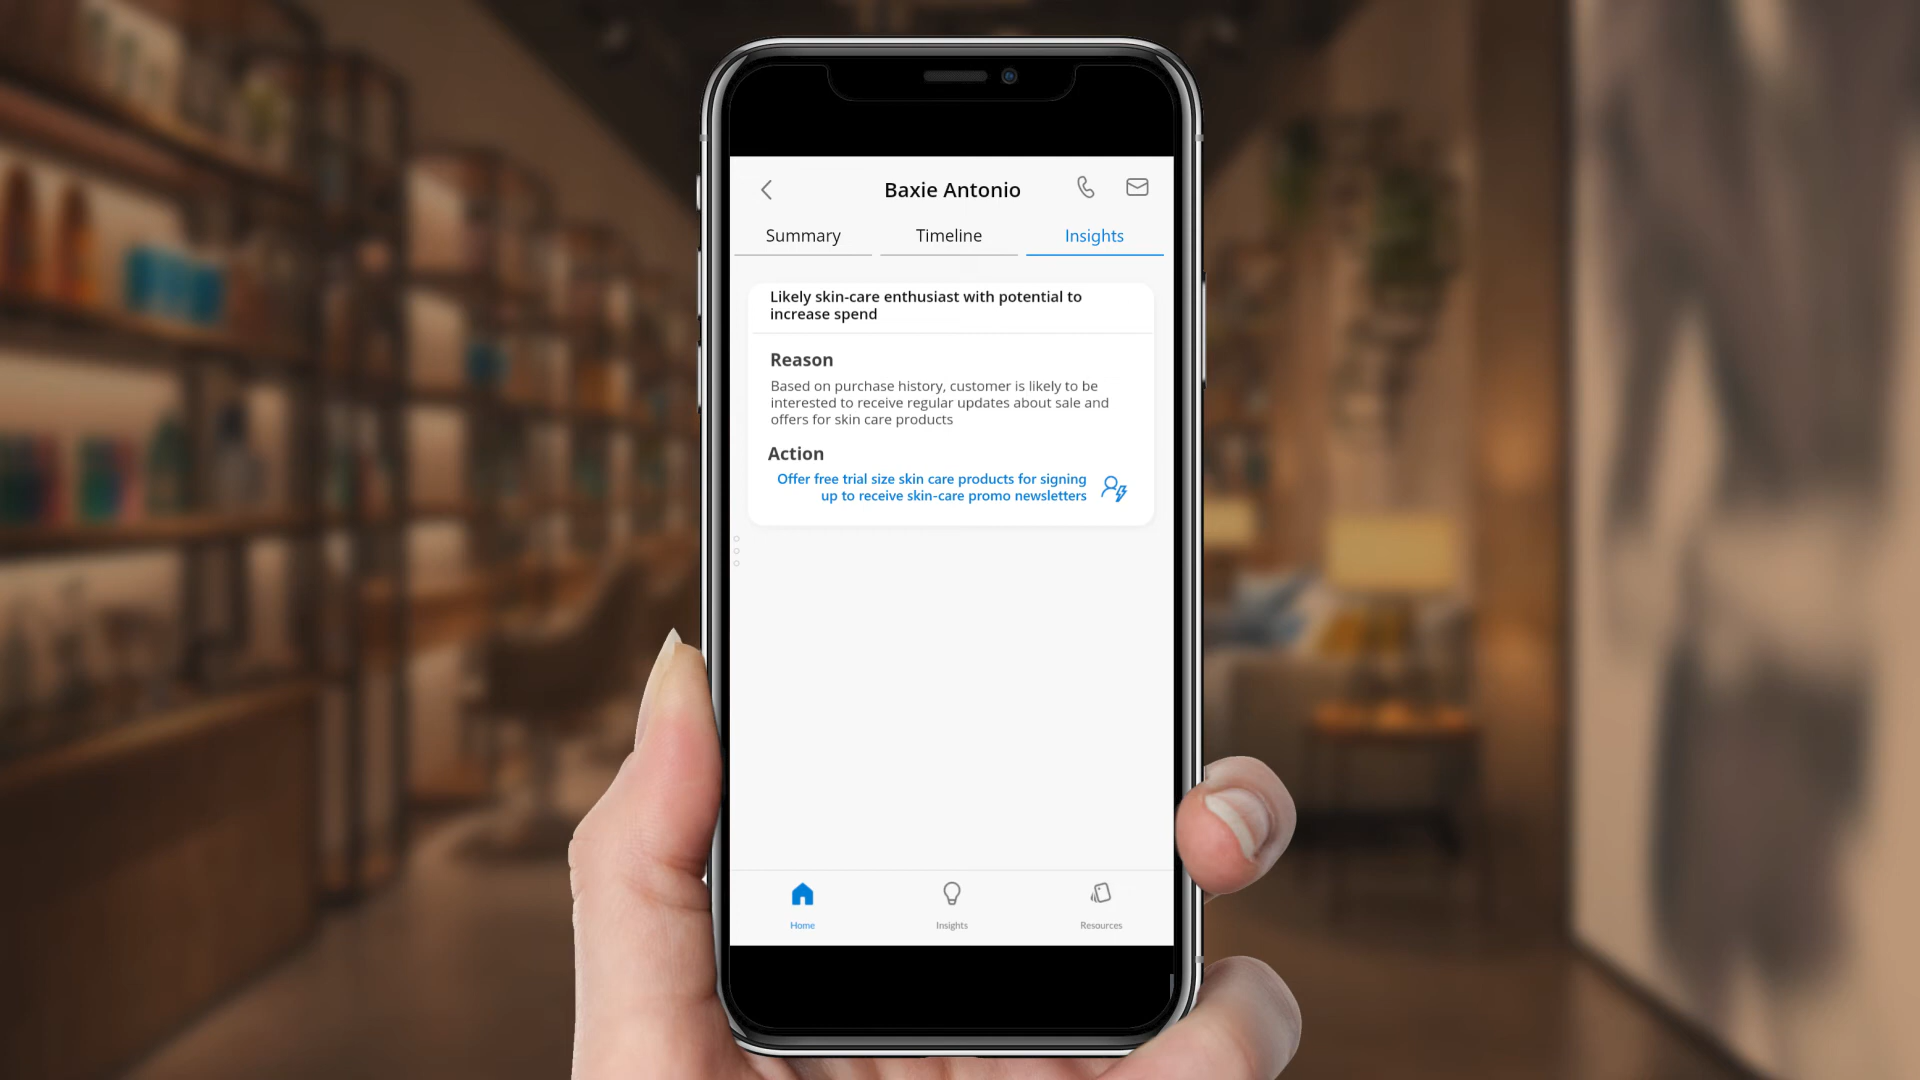 Baxie Antonio
Summary Timeline Insights
Likely skin-care enthusiast with potential to
increase spend
Reason
Based on purchase history, customer is likely to be
interested to receive regular updates about sale and
offers for skin care products
Action
Offer free trial size skin care products for signing
up to receive skin-care promo newsletters
Home Insights Resources